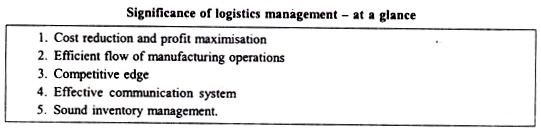 Significance of logistics management – at a glance
1. Cost reduction and profit maximisation
2. Efficient flow of manufacturing operations
3. Competitive edge
4. Effective communication system
5. Sound inventory management.